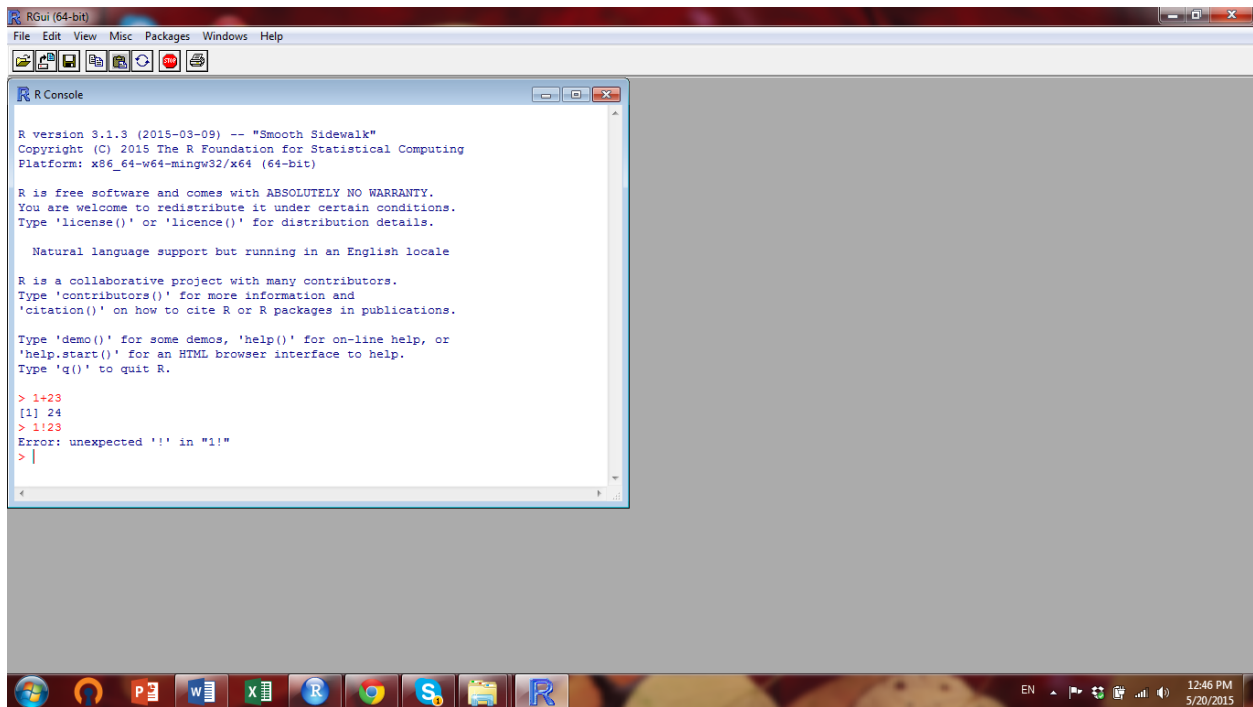 RGui (64-bit)
File Edit View Misc Packages Windows Help
STOP
R Console
R version 3.1.3 (2015-03-09) -- "Smooth Sidewalk"
Copyright (C) 2015 The R Foundation for Statistical Computing
Platform: x86_64-w64-mingw32/x64 (64-bit)
R is free software and comes with ABSOLUTELY NO WARRANTY.
You are welcome to redistribute it under certain conditions.
Type 'license()' or 'licence()' for distribution details.
Natural language support but running in an English locale
R is a collaborative project with many contributors.
Type 'contributors()' for more information and
'citation()' on how to cite R or R packages in publications.
Type 'demo()' for some demos, 'help()' for on-line help, or
'help.start()' for an HTML browser interface to help.
Type 'q()' to quit R.
> 1+23
[1] 24
> 1!23
Error: unexpected '!' in "1!"
>
EN
12:46 PM
5/20/2015